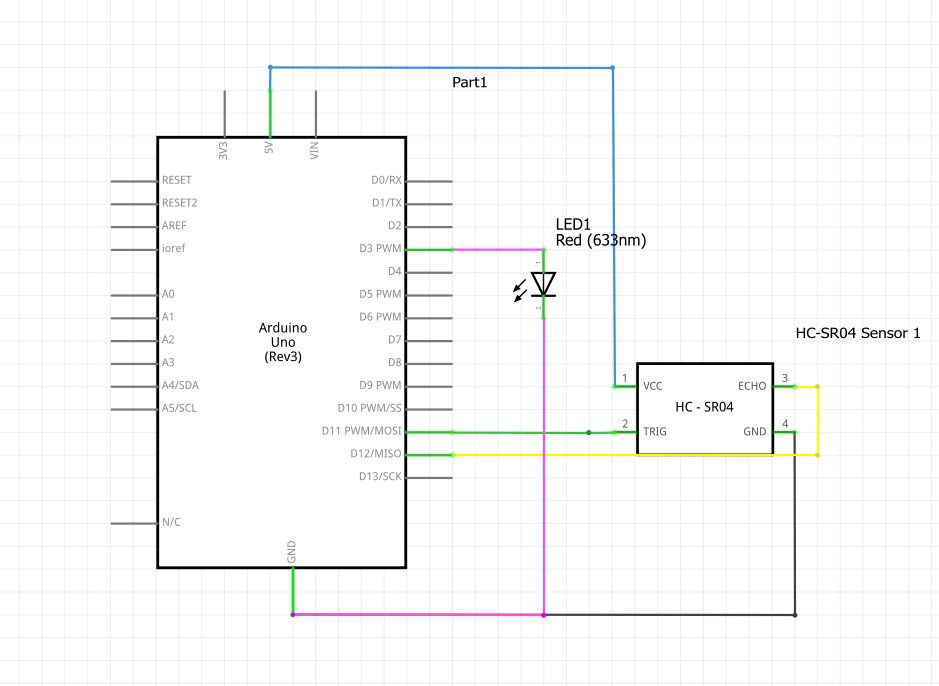 Part1
3V3
5V
VIN
RESET
RESET2
AREF
ioref
A0
A1
A2
A3
A4/SDA
A5/SCL
N/C
Arduino
Uno
(Rev3)
D0/RX
D1/TX
D2
D3 PWM
D4
D5 PWM
D6 PWM
D7
D8
D9 PWM
D10 PWM/SS
D11 PWM/MOSI
D12/MISO
D13/SCK
GND
LED1
Red (633nm)
1
2
HC-SR04 Sensor 1
1
VCC
ECHO
3
HC - SR04
2
TRIG
GND
4